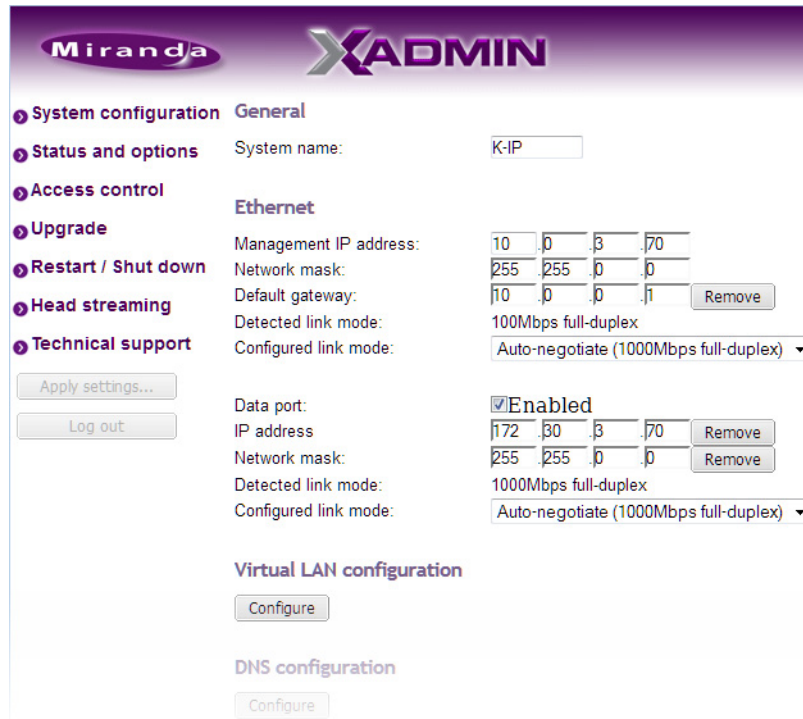 Miranda
XADMIN
System configuration
Status and options
Access control
Upgrade
Restart / Shut down
Head streaming
Technical support
Apply settings...
Log out
General
System name: K-IP
Ethernet
Management IP address: 10 .0 .3 .70
Network mask: 255 .255 .0 .0
Default gateway: 10 .0 .0 .1 Remove
Detected link mode: 100Mbps full-duplex
Configured link mode: Auto-negotiate (1000Mbps full-duplex)
Data port: Enabled
IP address 172 .30 .3 .70 Remove
Network mask: 255 .255 .0 .0 Remove
Detected link mode: 1000Mbps full-duplex
Configured link mode: Auto-negotiate (1000Mbps full-duplex)
Virtual LAN configuration
Configure
DNS configuration
Configure